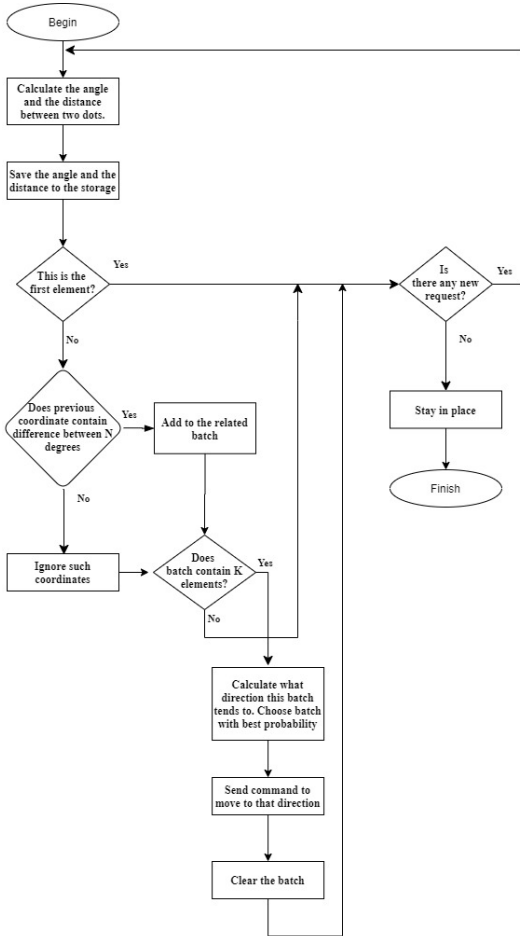 Begin
Calculate the angle
and the distance
between two dots.
Save the angle and the
distance to the storage
This is the
first element?
Yes
No
Is
there any new
request?
Yes
No
Stay in place
Finish
Does previous
coordinate contain
difference between N
degrees
Yes
No
Add to the related
batch
Ignore such
coordinates
Does
batch contain K
elements?
Yes
No
Calculate what
direction this batch
tends to. Choose batch
with best probability
Send command to
move to that direction
Clear the batch